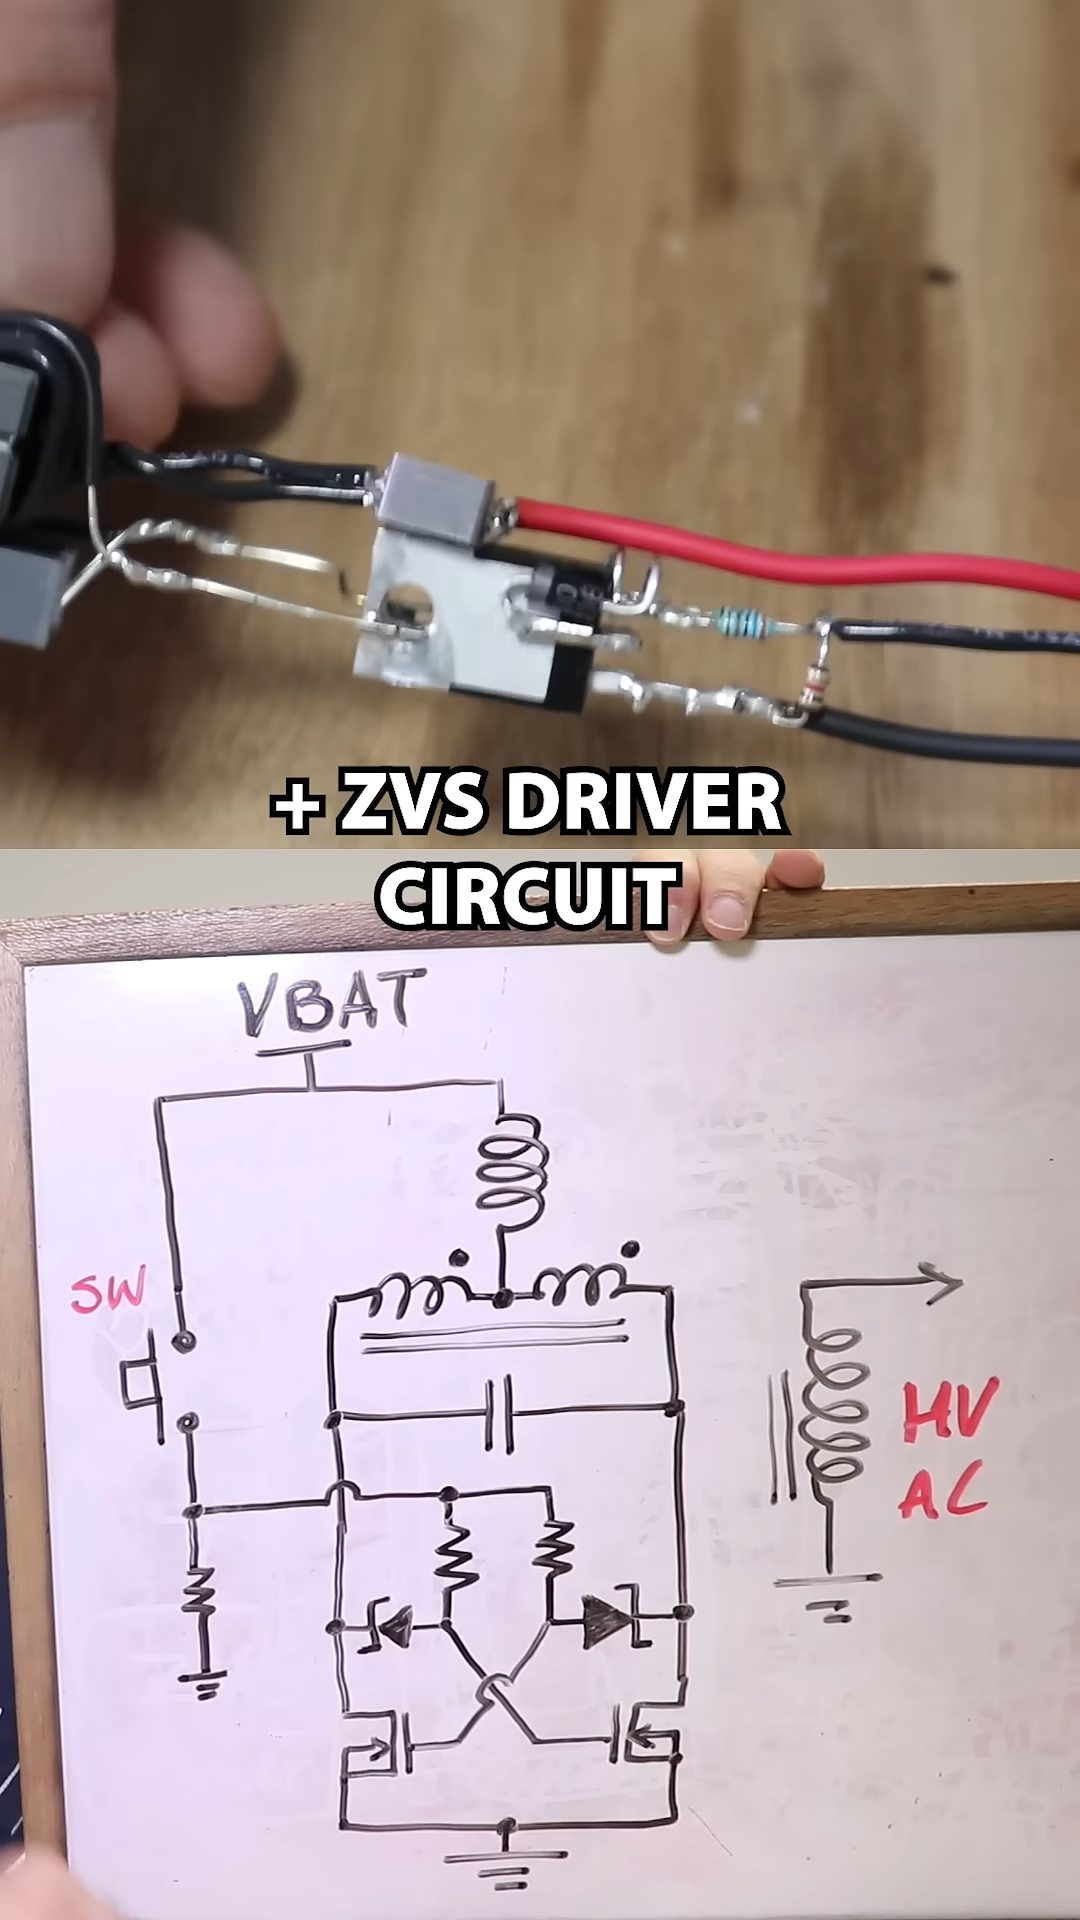 + ZVS DRIVER
CIRCUIT
VBAT
SW
HV
AC